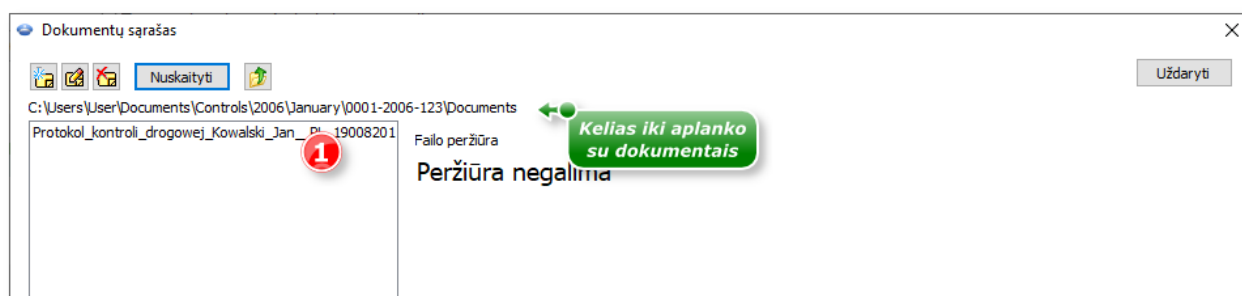 Dokumentų sąrašas
Nuskaityti
Uždaryti
C:\Users\User\Documents\Controls\2006\January\0001-2006-123\Documents
Kelias iki aplanko
su dokumentais
Protokol_kontroli_drogowej_Kowalski_Jan_ 19008201
1
Failo peržiūra
Peržiūra negalima